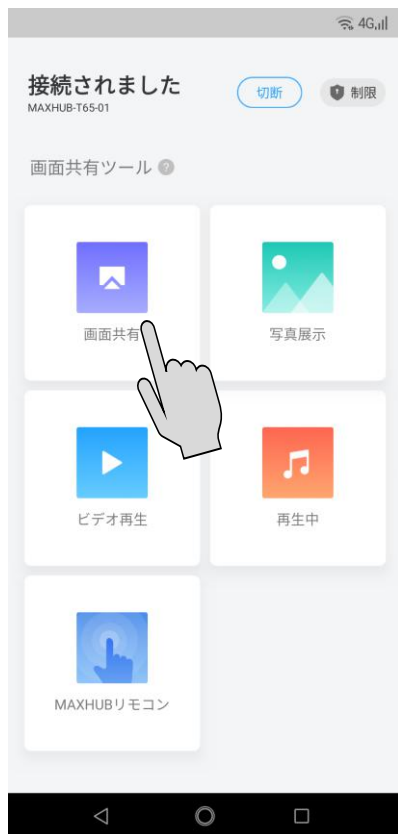 4G
接続されました
MAXHUB-T65-01
切断
制限
画面共有ツール ?
画面共有
写真展示
ビデオ再生
再生中
MAXHUBリモコン